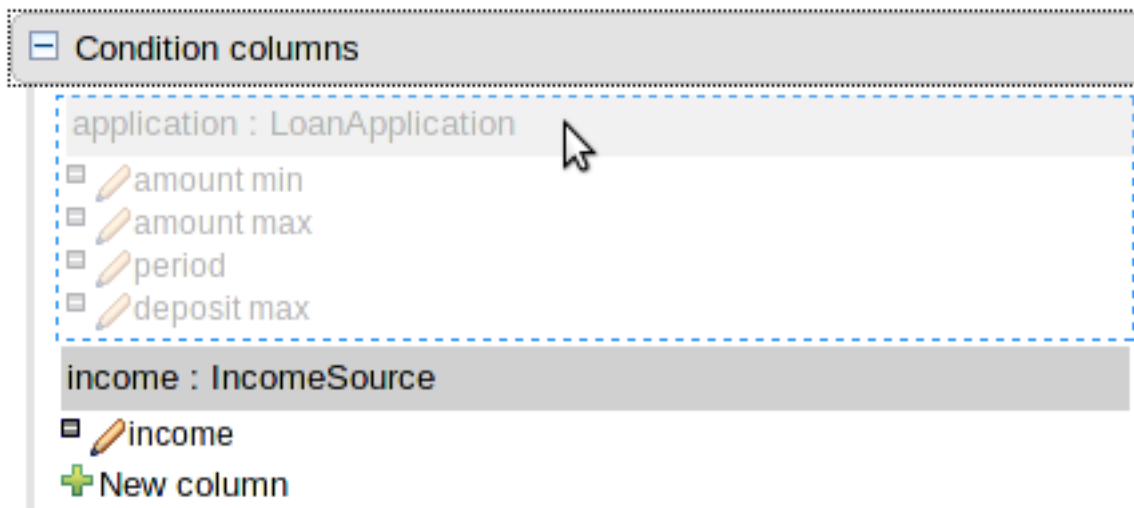 Condition columns
application : LoanApplication
amount min
amount max
period
deposit max
income : IncomeSource
income
New column